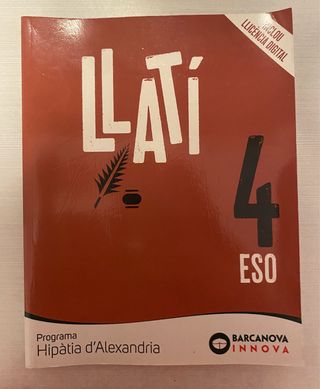 INCLOU
LLICÈNCIA DIGITAL
LLATÍ
4
ESO
Programa
Hipàtia d'Alexandria
BARCANOVA
INNOVA